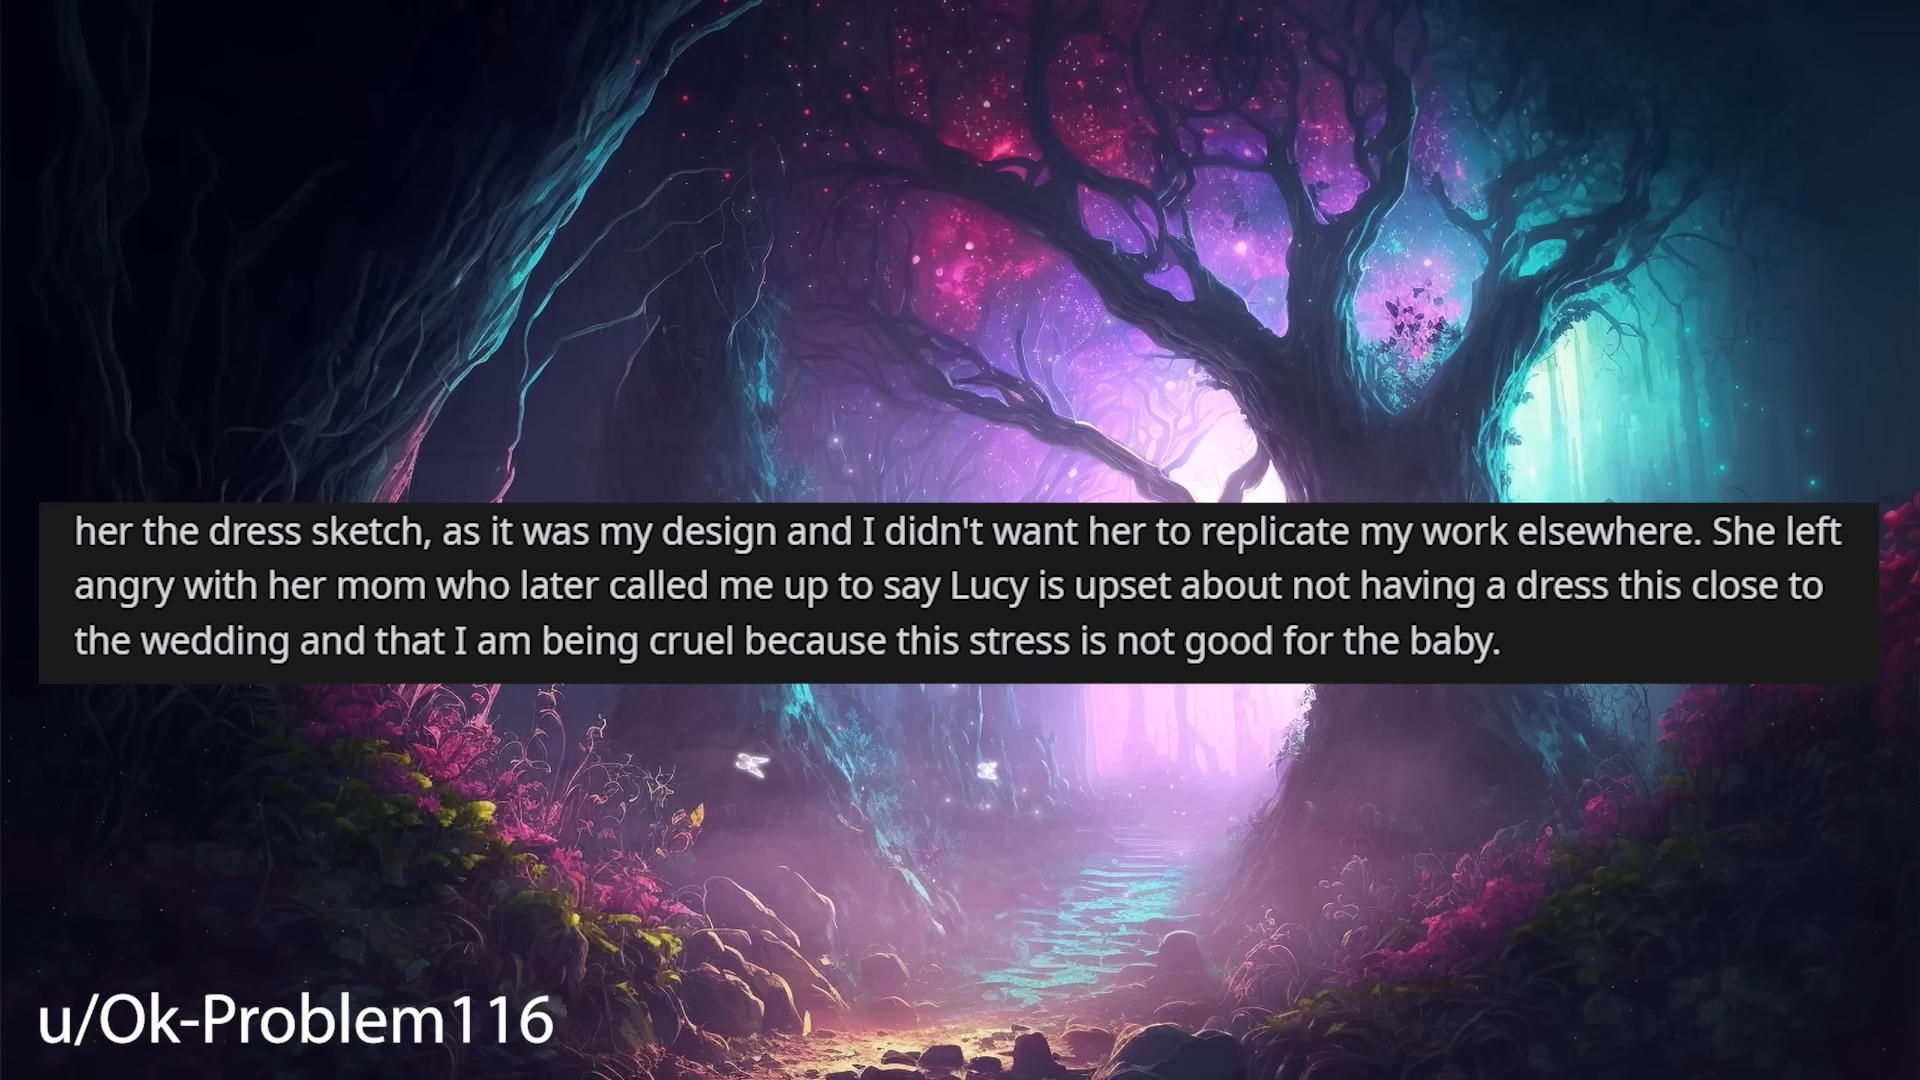 her the dress sketch, as it was my design and I didn't want her to replicate my work elsewhere. She left
angry with her mom who later called me up to say Lucy is upset about not having a dress this close to
the wedding and that I am being cruel because this stress is not good for the baby.
u/Ok-Problem116